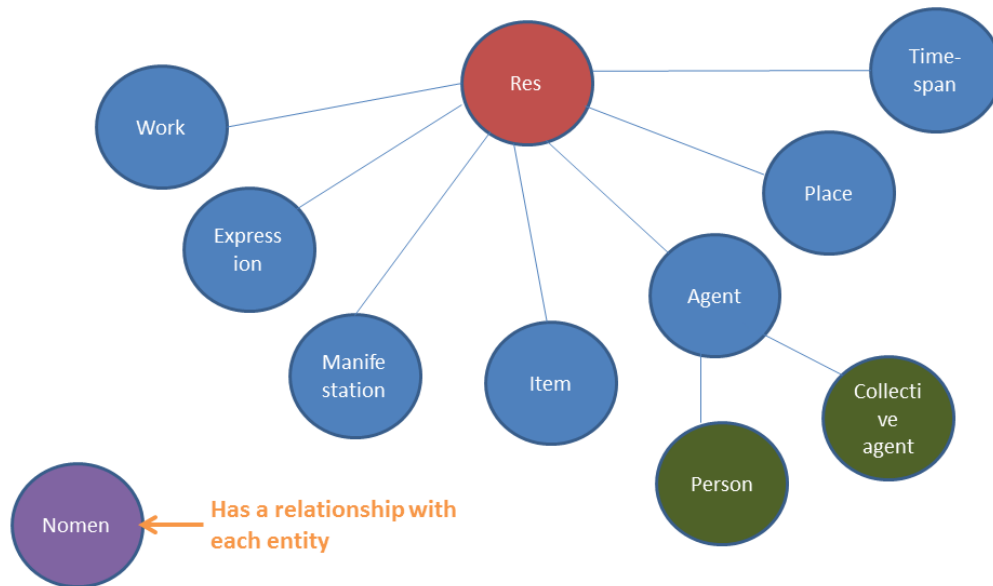 Res
Time-
span
Work
Place
Express
ion
Agent
Manife
station
Item
Collecti
ve
agent
Person
Nomen
Has a relationship with
each entity